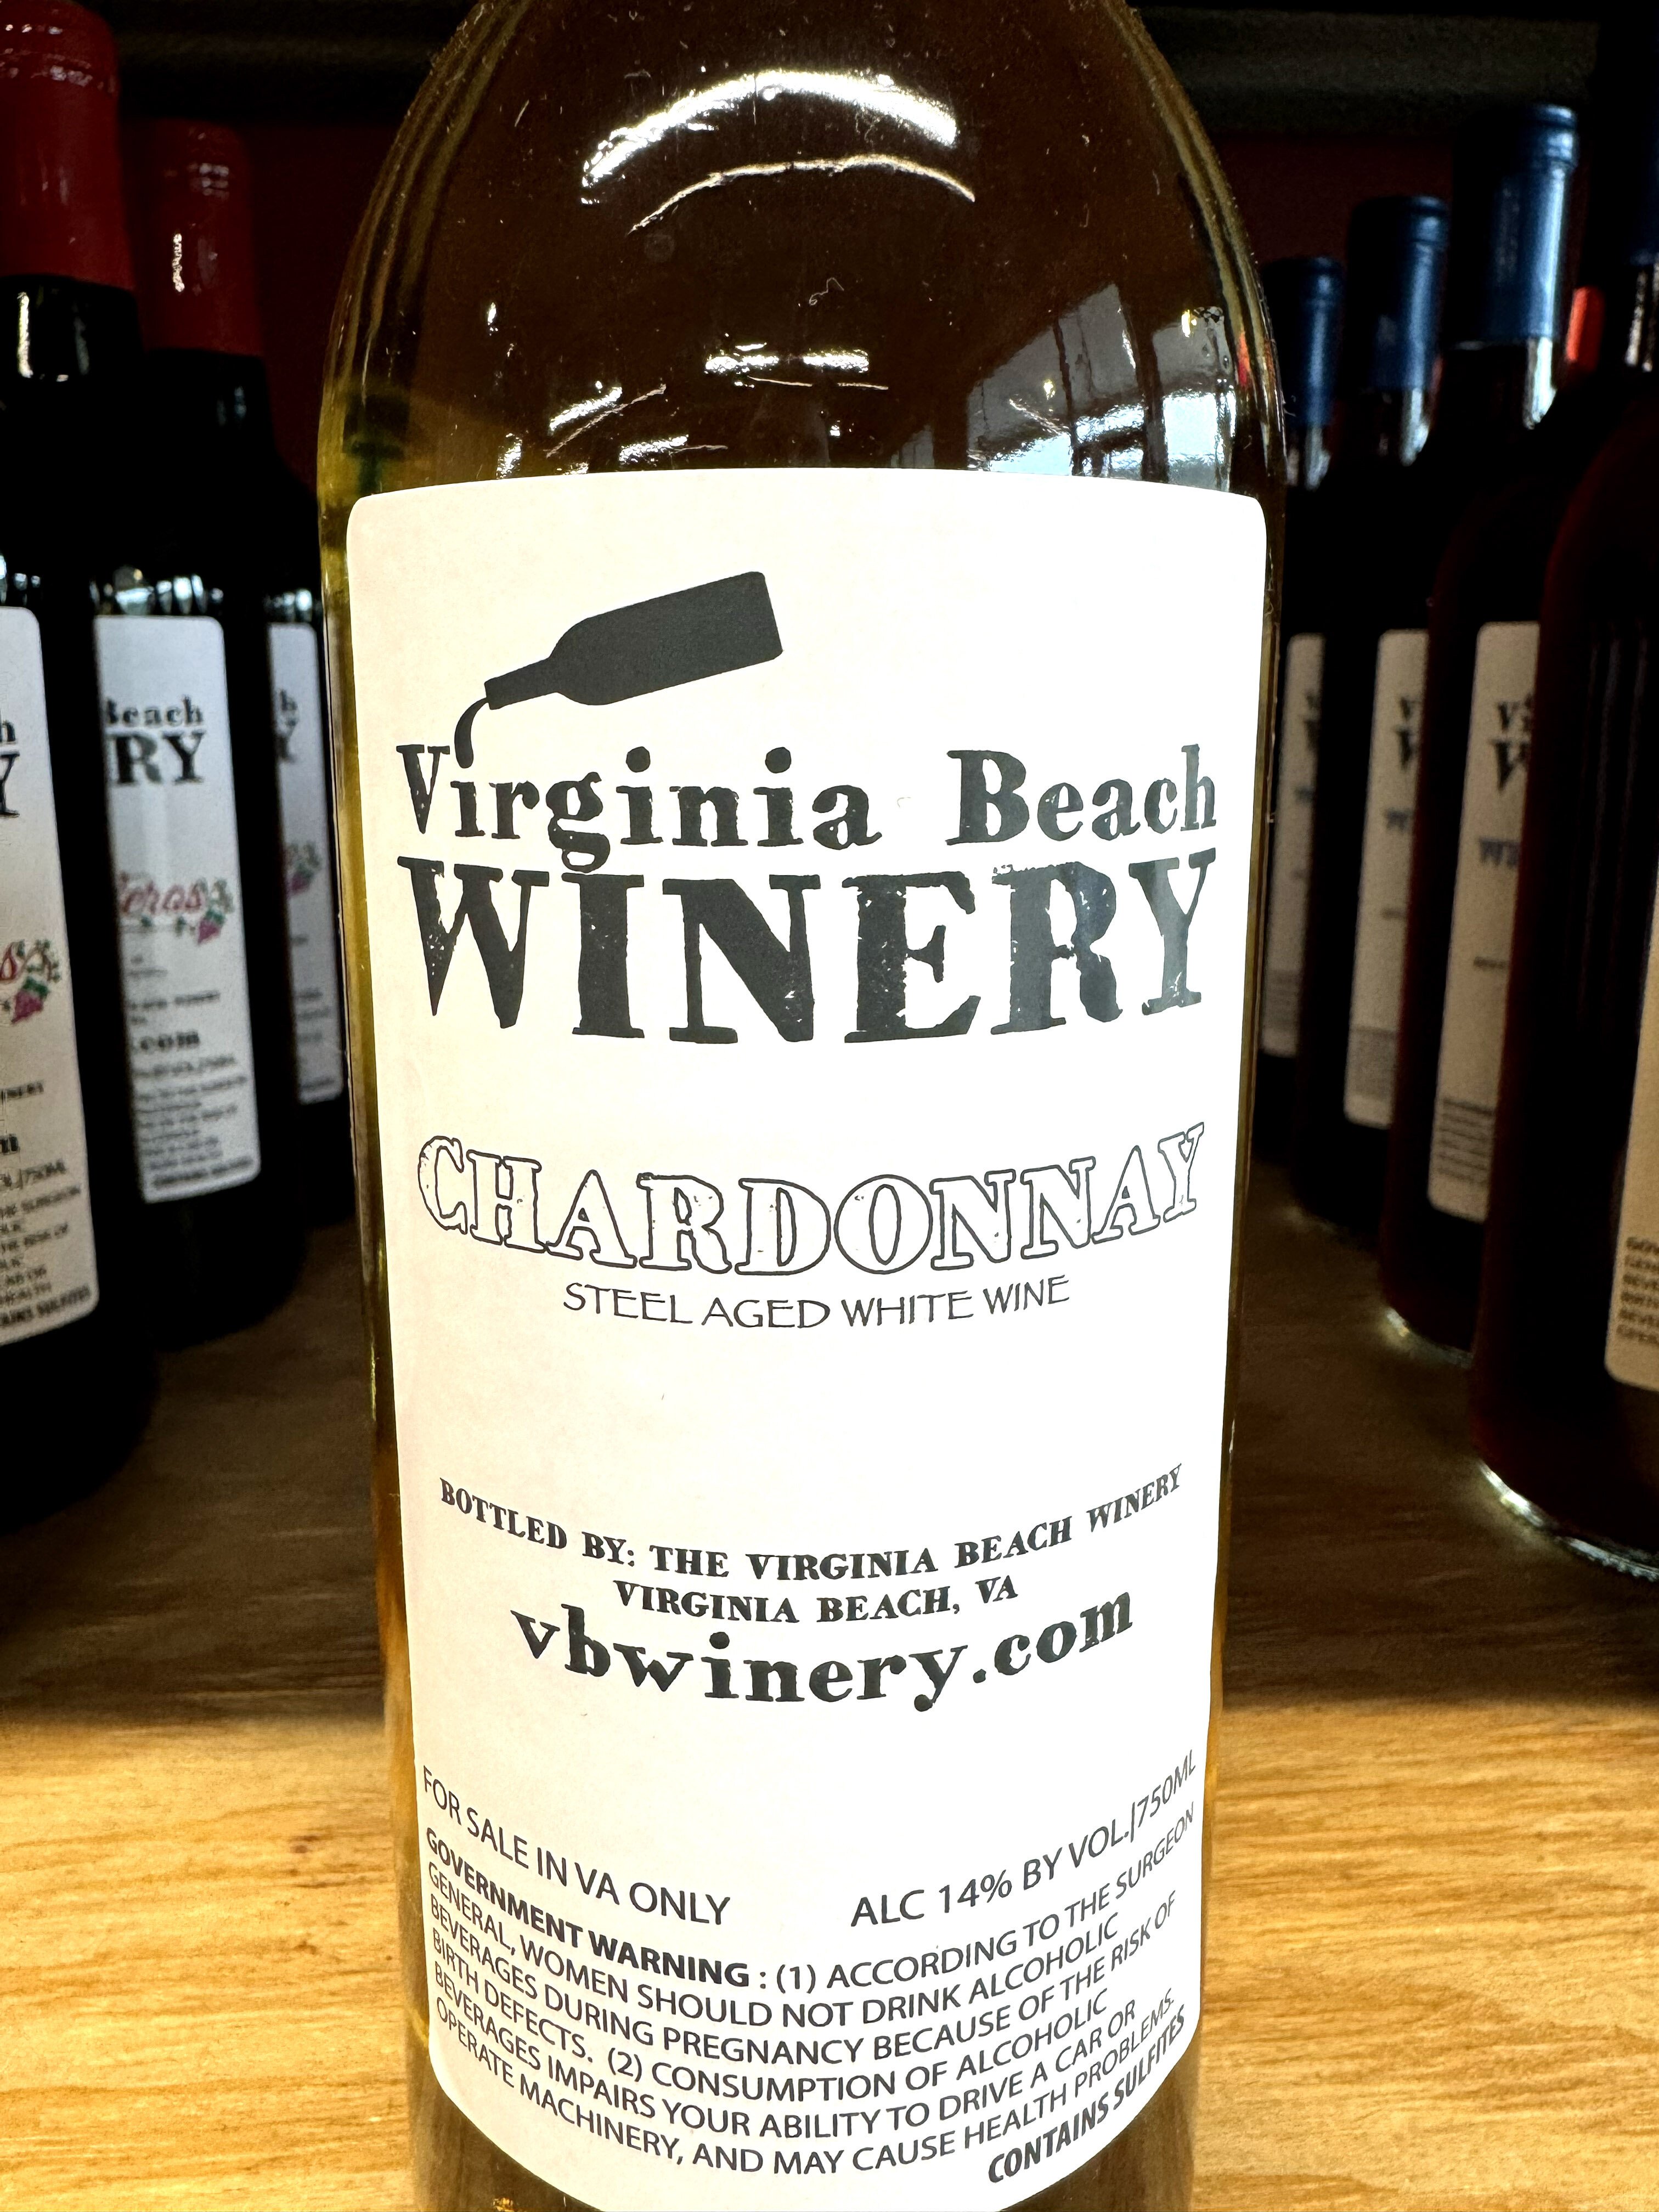 Virginia Beach
WINERY
CHARDONNAY
STEEL AGED WHITE WINE
BOTTLED BY: THE VIRGINIA BEACH WINERY
VIRGINIA BEACH, VA
vbwinery.com
FOR SALE IN VA ONLY ALC 14% BY VOL.|750ML
GOVERNMENT WARNING : (1) ACCORDING TO THE SURGEON
GENERAL, WOMEN SHOULD NOT DRINK ALCOHOLIC
BEVERAGES DURING PREGNANCY BECAUSE OF THE RISK OF
BIRTH DEFECTS. (2) CONSUMPTION OF ALCOHOLIC
BEVERAGES IMPAIRS YOUR ABILITY TO DRIVE A CAR OR
OPERATE MACHINERY, AND MAY CAUSE HEALTH PROBLEMS.
CONTAINS SULFITES
Beach
RY
.com